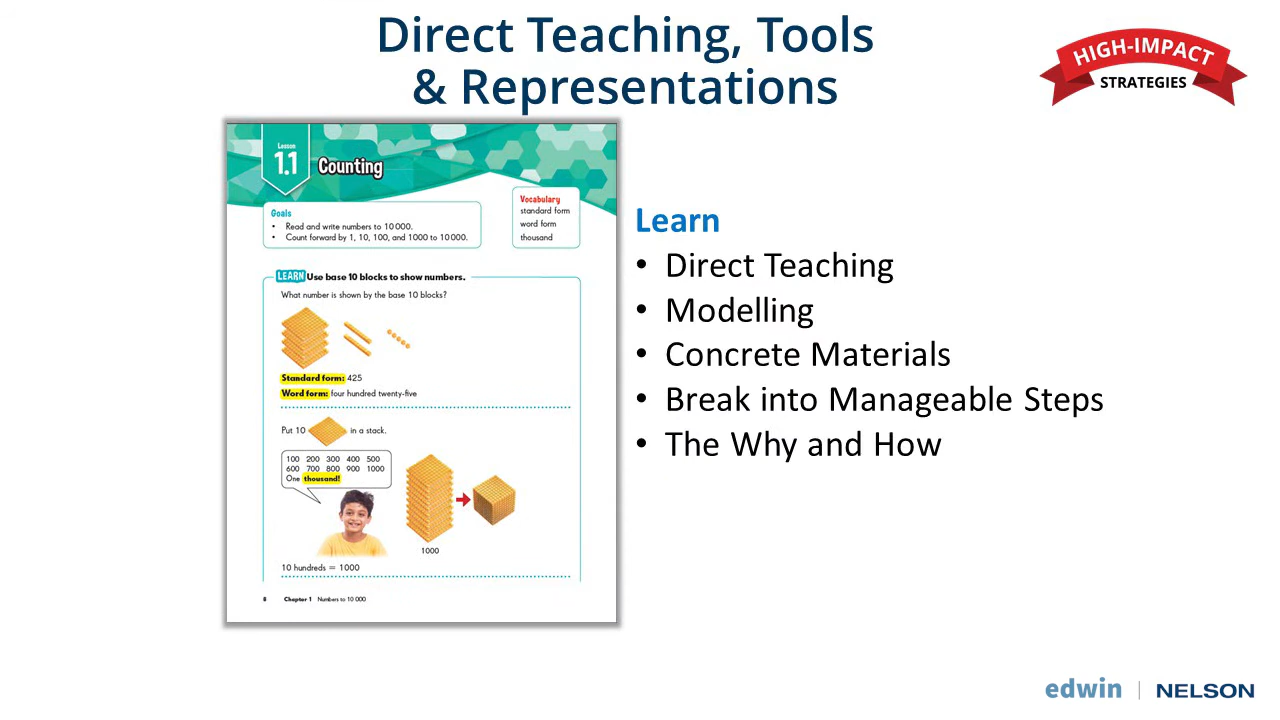 Direct Teaching, Tools
& Representations
HIGH-IMPACT
STRATEGIES
Lesson
1.1
Counting
Goals
• Read and write numbers to 10 000.
• Count forward by 1, 10, 100, and 1000 to 10 000.
Vocabulary
standard form
word form
thousand
LEARN Use base 10 blocks to show numbers.
What number is shown by the base 10 blocks?
Standard form: 425
Word form: four hundred twenty-five
Put 10 in a stack.
100 200 300 400 500
600 700 800 900 1000
One thousand!
1000
10 hundreds = 1000
8 Chapter 1 Numbers to 10 000
Learn
• Direct Teaching
• Modelling
• Concrete Materials
• Break into Manageable Steps
• The Why and How
edwin | NELSON